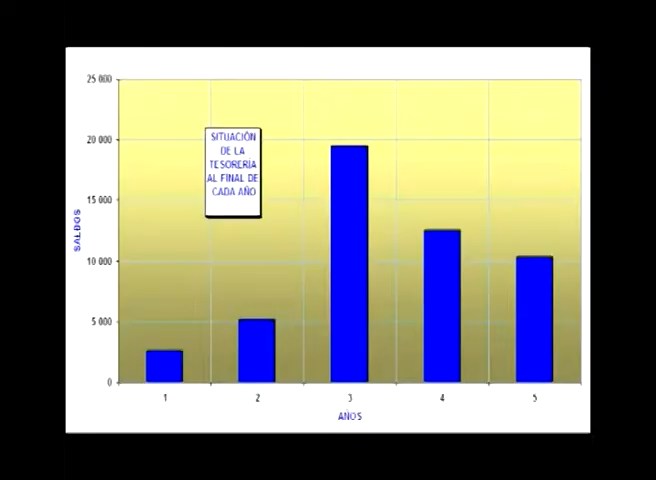 25 000
20 000
15 000
10 000
5 000
0
SITUACIÓN
DE LA
TESORERÍA
AL FINAL DE
CADA AÑO
SALDOS
1 2 3 4 5
AÑOS